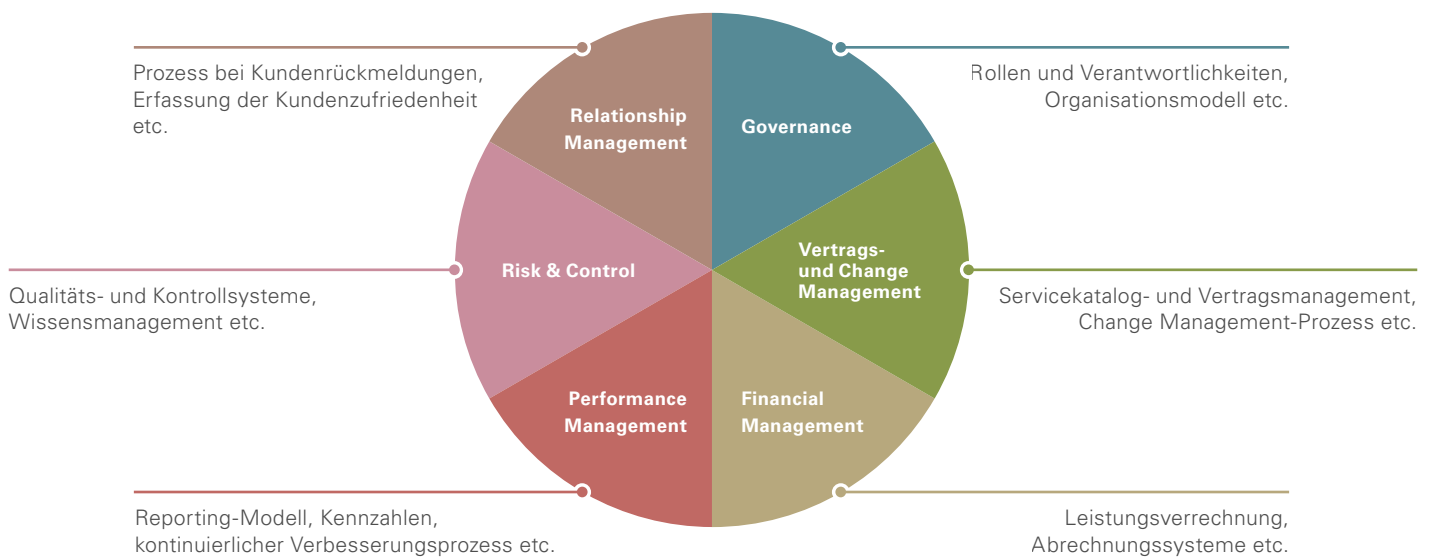 Prozess bei Kundenrückmeldungen,
Erfassung der Kundenzufriedenheit
etc.
Relationship
Management
Governance
Rollen und Verantwortlichkeiten,
Organisationsmodell etc.
Qualitäts- und Kontrollsysteme,
Wissensmanagement etc.
Risk & Control
Vertrags-
und Change
Management
Servicekatalog- und Vertragsmanagement,
Change Management-Prozess etc.
Performance
Management
Financial
Management
Reporting-Modell, Kennzahlen,
kontinuierlicher Verbesserungsprozess etc.
Leistungsverrechnung,
Abrechnungssysteme etc.